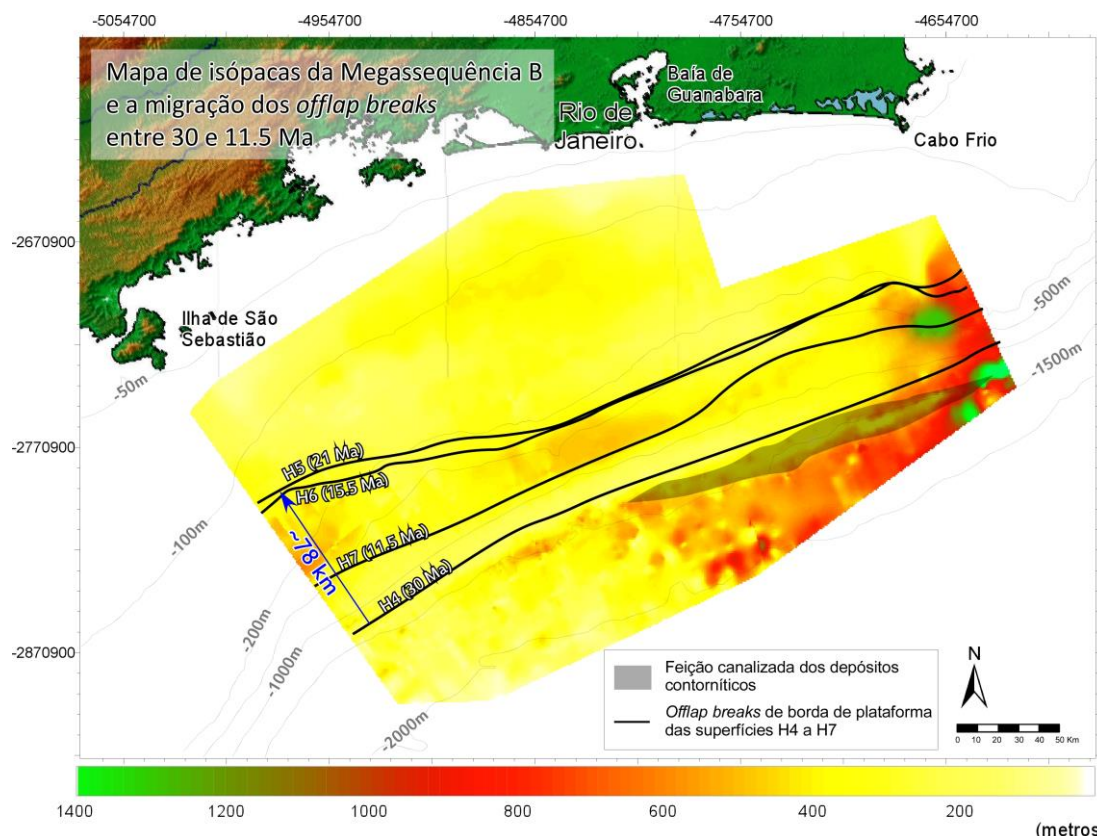 -5054700
-4954700
-4854700
-4754700
-4654700
Mapa de isópacas da Megassequência B
e a migração dos offlap breaks
entre 30 e 11.5 Ma
Baía de
Guanabara
Rio de
Janeiro
Cabo Frio
-2670900
Ilha de São
Sebastião
-50m
-500m
-1500m
-2770900
H5 (21 Ma)
H6 (15.5 Ma)
-100m
~78 km
H7 (11.5 Ma)
H4 (30 Ma)
-200m
-1000m
-2870900
-2000m
Feição canalizada dos depósitos
contorníticos
Offlap breaks de borda de plataforma
das superfícies H4 a H7
N
0 10 20 30 40 50 Km
1400
1200
1000
800
600
400
200
(metros